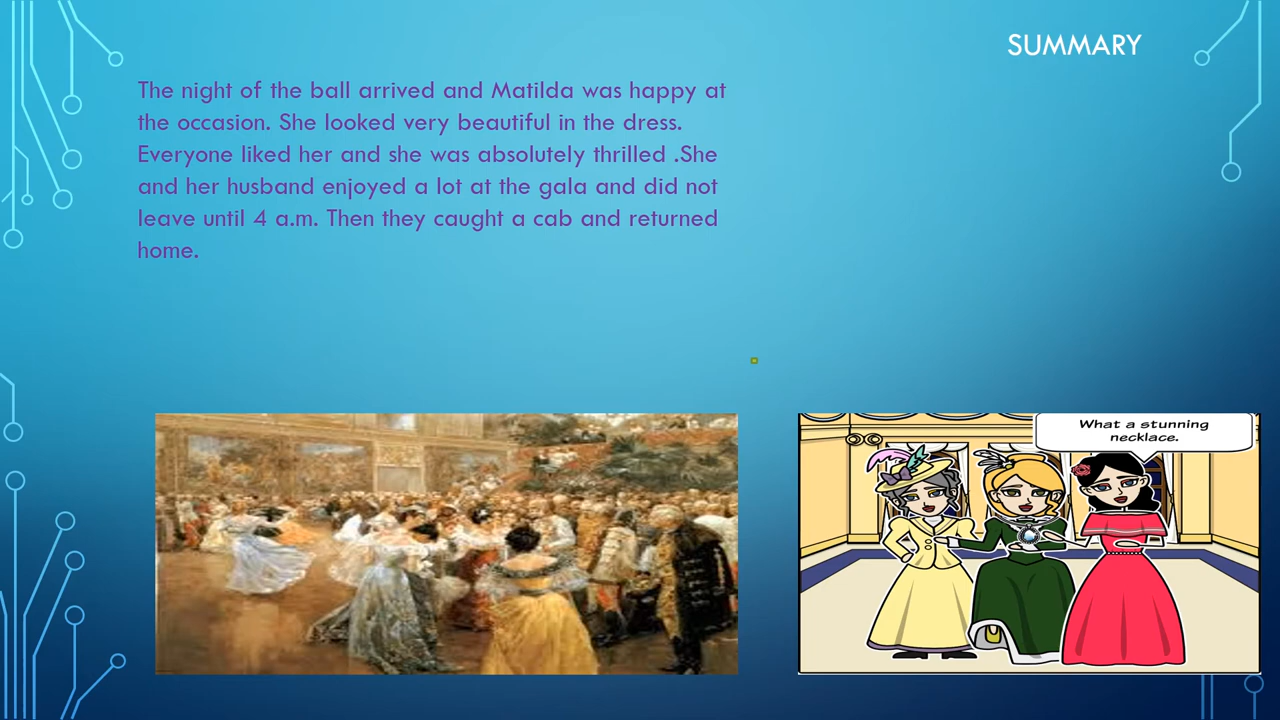 SUMMARY
The night of the ball arrived and Matilda was happy at
the occasion. She looked very beautiful in the dress.
Everyone liked her and she was absolutely thrilled .She
and her husband enjoyed a lot at the gala and did not
leave until 4 a.m. Then they caught a cab and returned
home.
What a stunning
necklace.